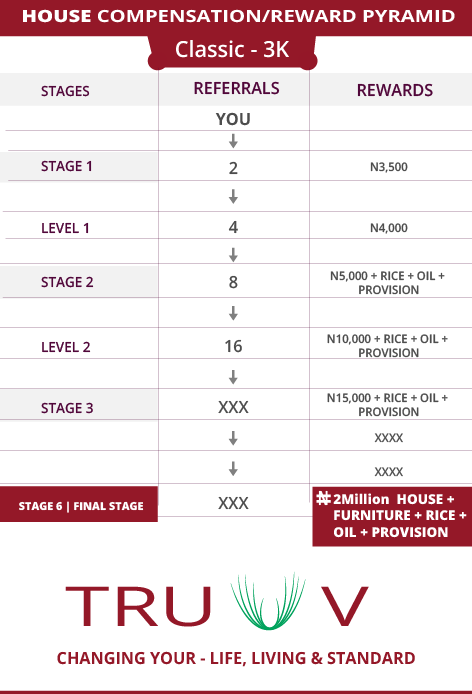 HOUSE COMPENSATION/REWARD PYRAMID
Classic - 3K
STAGES REFERRALS REWARDS
YOU
STAGE 1 2 N3,500
LEVEL 1 4 N4,000
STAGE 2 8 N5,000 + RICE + OIL +
PROVISION
LEVEL 2 16 N10,000 + RICE + OIL +
PROVISION
STAGE 3 XXX N15,000 + RICE + OIL +
PROVISION
XXXX
XXXX
STAGE 6 | FINAL STAGE XXX ₦2Million HOUSE +
FURNITURE + RICE +
OIL + PROVISION
TRUVV
CHANGING YOUR - LIFE, LIVING & STANDARD